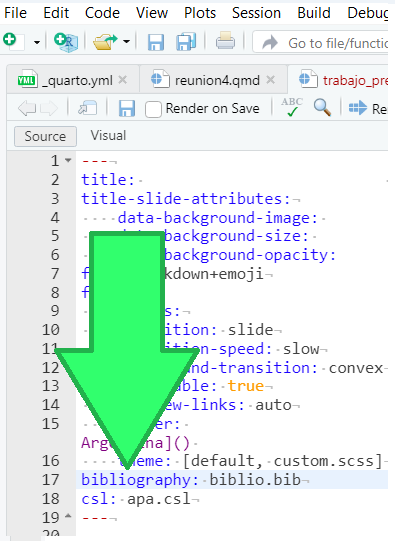 File Edit Code View Plots Session Build Debug
Go to file/function
_quarto.yml reunion4.qmd trabajo_pre
Render on Save ABC Re
Source Visual
1 ---
2 title:
3 title-slide-attributes:
4 data-background-image:
5 -background-size:
6 background-opacity:
7 kdown+emoji
8
9 s:
10 ition: slide
11 ition-speed: slow
12 nd-transition: convex
13 able: true
14 ew-links: auto
15 er:
Arg ina]()
16 theme: [default, custom.scss]
17 bibliography: biblio.bib
18 csl: apa.csl
19 ---